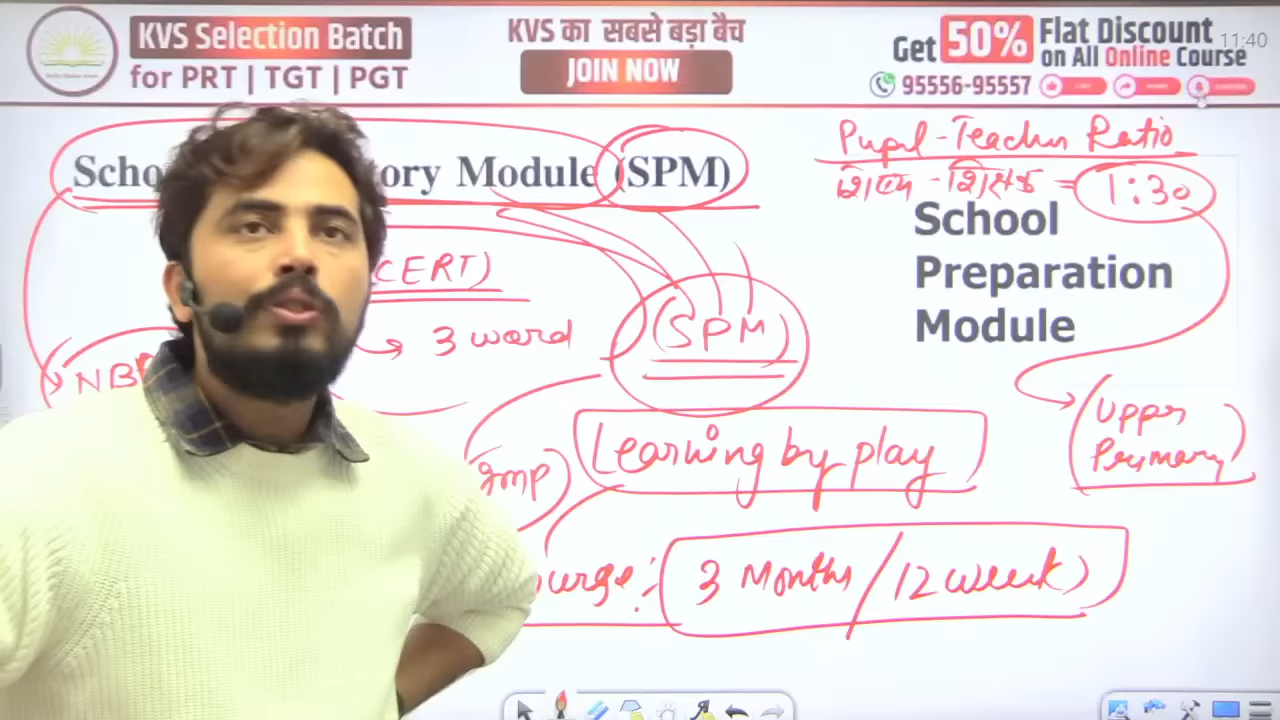 KVS Selection Batch
for PRT | TGT | PGT
KVS का सबसे बड़ा बैच
JOIN NOW
Get 50% Flat Discount
on All Online Course
95556-95557
11:40
Pupil-Teacher Ratio
1:30
School
Preparation
Module
Scho
ory Module (SPM)
CERT)
3 word
(SPM)
NB
Upper
Primary
Imp
Learning by play
3 Months / 12 week